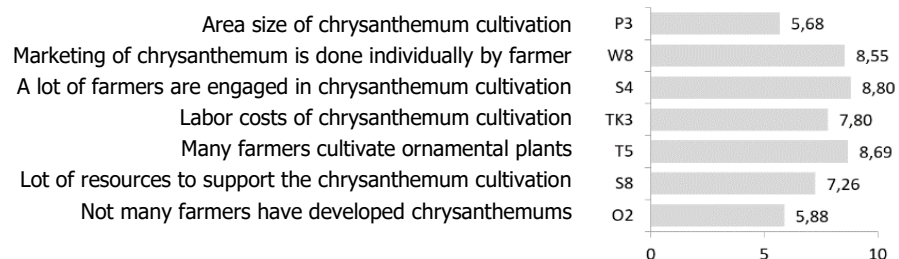 Area size of chrysanthemum cultivation P3 5,68
Marketing of chrysanthemum is done individually by farmer W8 8,55
A lot of farmers are engaged in chrysanthemum cultivation S4 8,80
Labor costs of chrysanthemum cultivation TK3 7,80
Many farmers cultivate ornamental plants T5 8,69
Lot of resources to support the chrysanthemum cultivation S8 7,26
Not many farmers have developed chrysanthemums O2 5,88
0 5 10